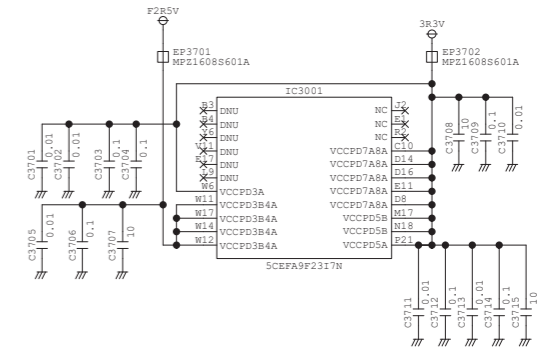 F2R5V
3R3V
EP3701
MPZ1608S601A
EP3702
MPZ1608S601A
IC3001
B3 DNU NC J2
B4 DNU NC E1
Y6 DNU NC R2
V11 DNU VCCPD7A8A C10
E17 DNU VCCPD7A8A D14
L9 DNU VCCPD7A8A D16
W6 VCCPD3A VCCPD7A8A E11
W11 VCCPD3B4A VCCPD7A8A D8
W17 VCCPD3B4A VCCPD5B M17
W14 VCCPD3B4A VCCPD5B N18
W12 VCCPD3B4A VCCPD5A P21
5CEFA9F23I7N
C3701 0.01
C3702 0.01
C3703 0.1
C3704 0.1
C3705 0.01
C3706 0.1
C3707 10
C3708 10
C3709 0.1
C3710 0.01
C3711 0.01
C3712 0.1
C3713 0.01
C3714 0.1
C3715 10